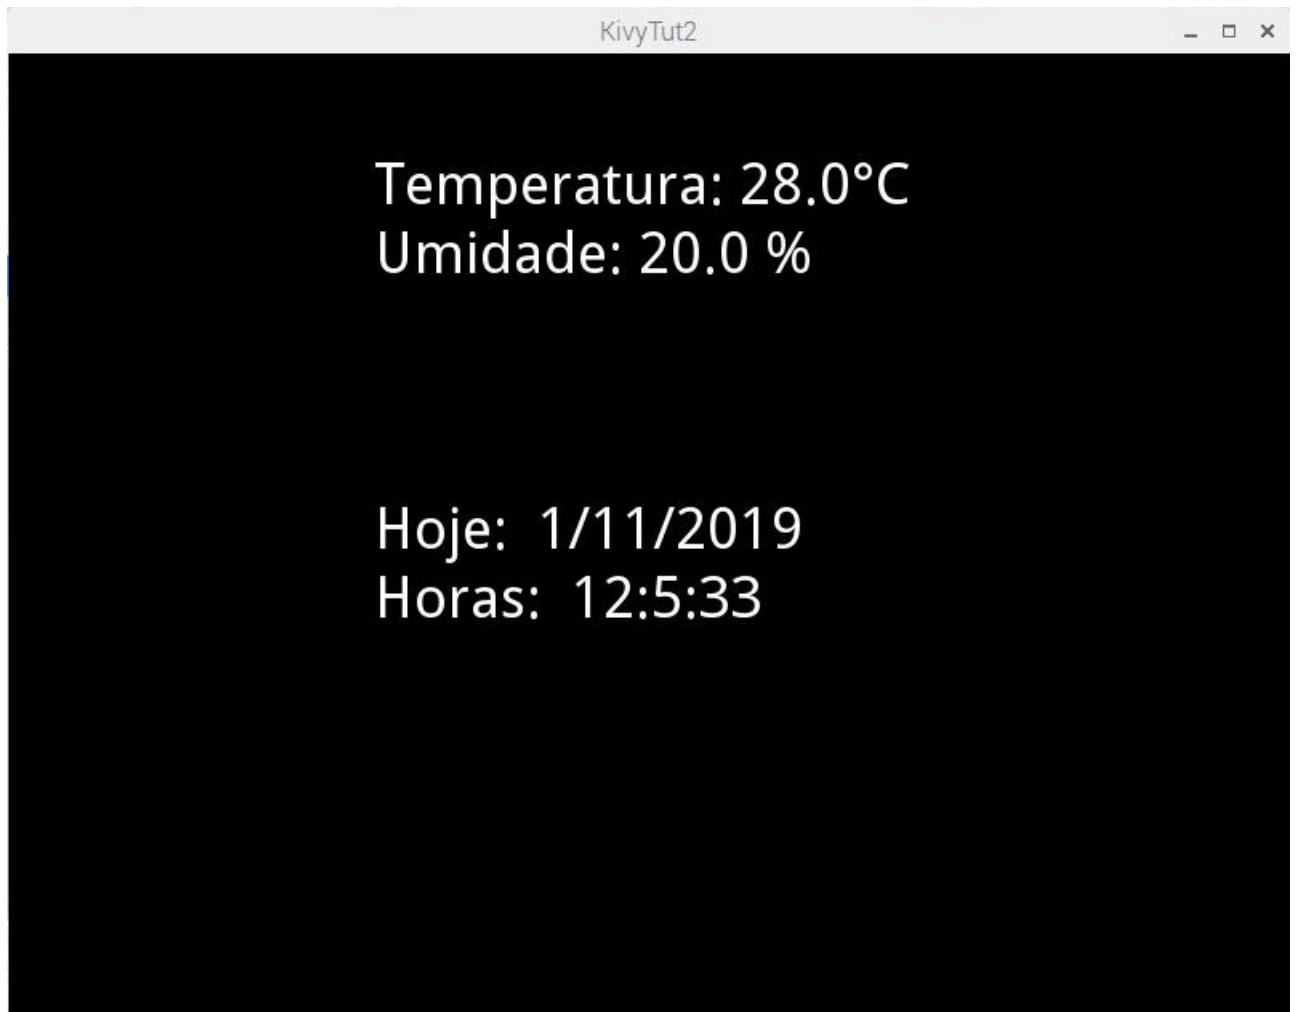 KivyTut2
Temperatura: 28.0°C
Umidade: 20.0 %
Hoje:  1/11/2019
Horas:  12:5:33